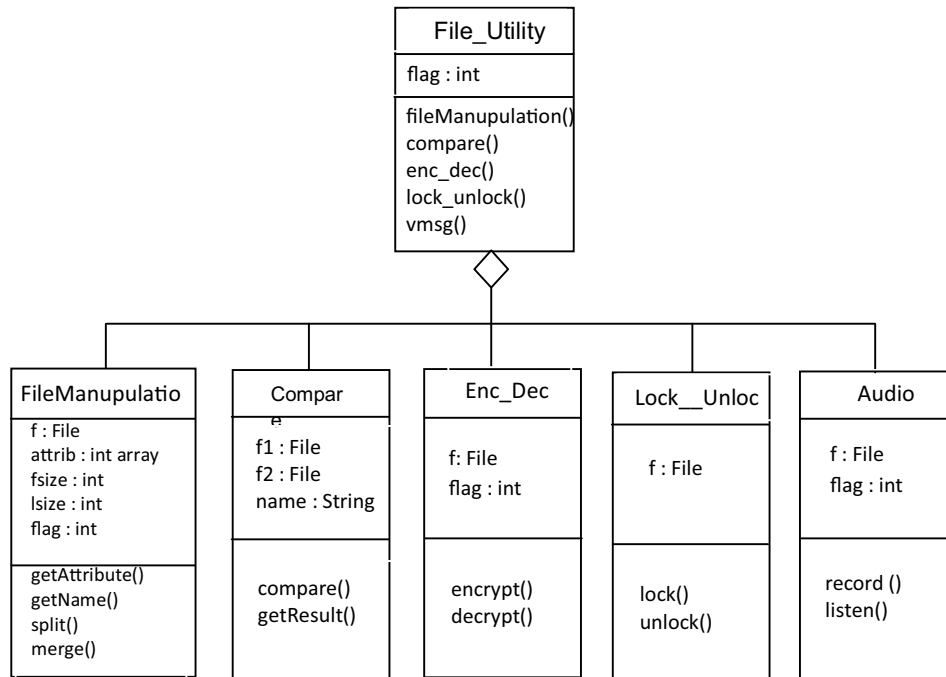 File_Utility
flag : int
fileManupulation()
compare()
enc_dec()
lock_unlock()
vmsg()
FileManupulatio
f : File
attrib : int array
fsize : int
lsize : int
flag : int
getAttribute()
getName()
split()
merge()
Compar
e
f1 : File
f2 : File
name : String
compare()
getResult()
Enc_Dec
f: File
flag : int
encrypt()
decrypt()
Lock__Unloc
f : File
lock()
unlock()
Audio
f : File
flag : int
record ()
listen()